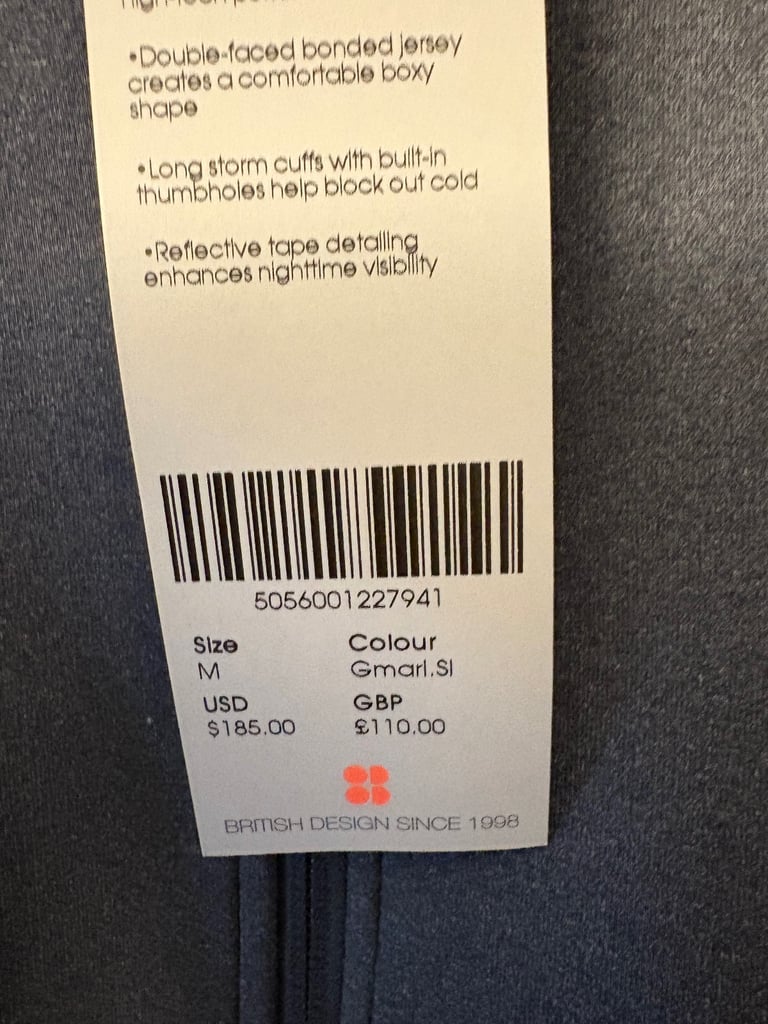 •Double-faced bonded jersey
creates a comfortable boxy
shape
•Long storm cuffs with built-in
thumbholes help block out cold
•Reflective tape detailing
enhances nighttime visibility
5056001227941
Size Colour
M Gmarl.Sl
USD GBP
$185.00 £110.00
BRITISH DESIGN SINCE 1998